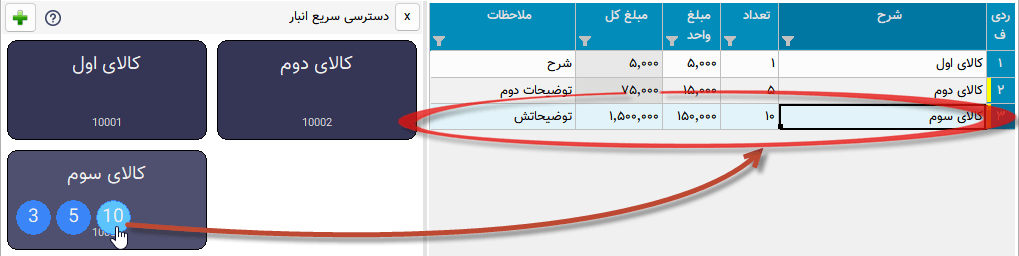 دسترسی سریع انبار
x
کالای اول
10001
کالای دوم
10002
کالای سوم
3 5 10
ردی ف شرح تعداد مبلغ واحد مبلغ کل ملاحظات
۱ کالای اول ۱ ۵,۰۰۰ ۵,۰۰۰ شرح
۲ کالای دوم ۵ ۱۵,۰۰۰ ۷۵,۰۰۰ توضیحات دوم
۳ کالای سوم ۱۰ ۱۵۰,۰۰۰ ۱,۵۰۰,۰۰۰ توضیحاتش